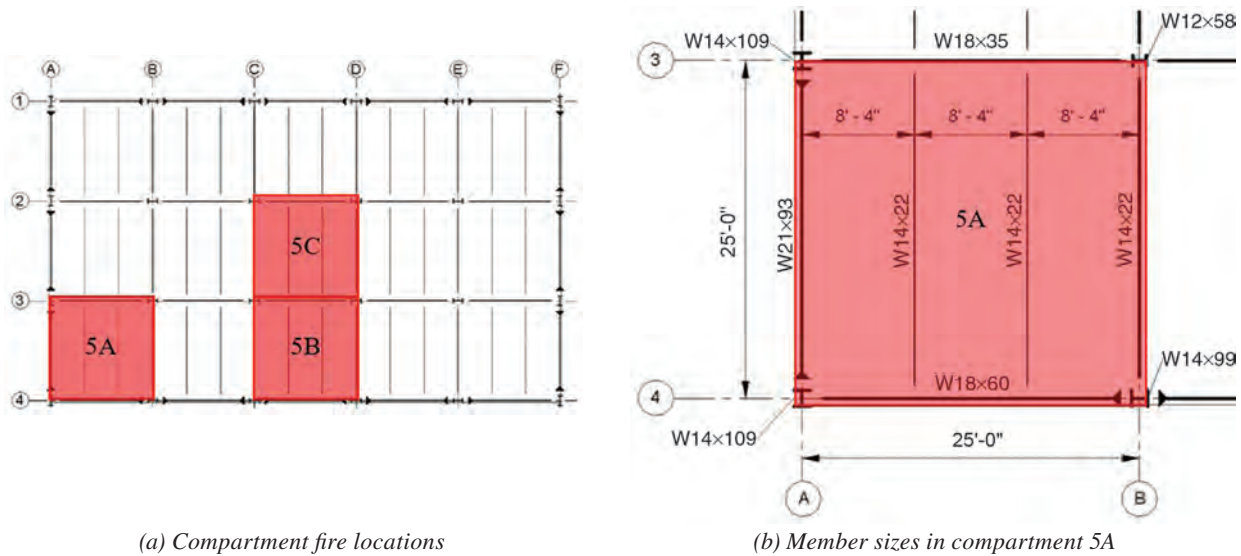 A B C D E F
1
2
5C
3
5A 5B
4
(a) Compartment fire locations
W14×109 W18×35 W12×58
3
8' - 4" 8' - 4" 8' - 4"
25'-0" W21×93 W14×22 5A W14×22 W14×22
W18×60 W14×99
4
W14×109 25'-0"
A B
(b) Member sizes in compartment 5A